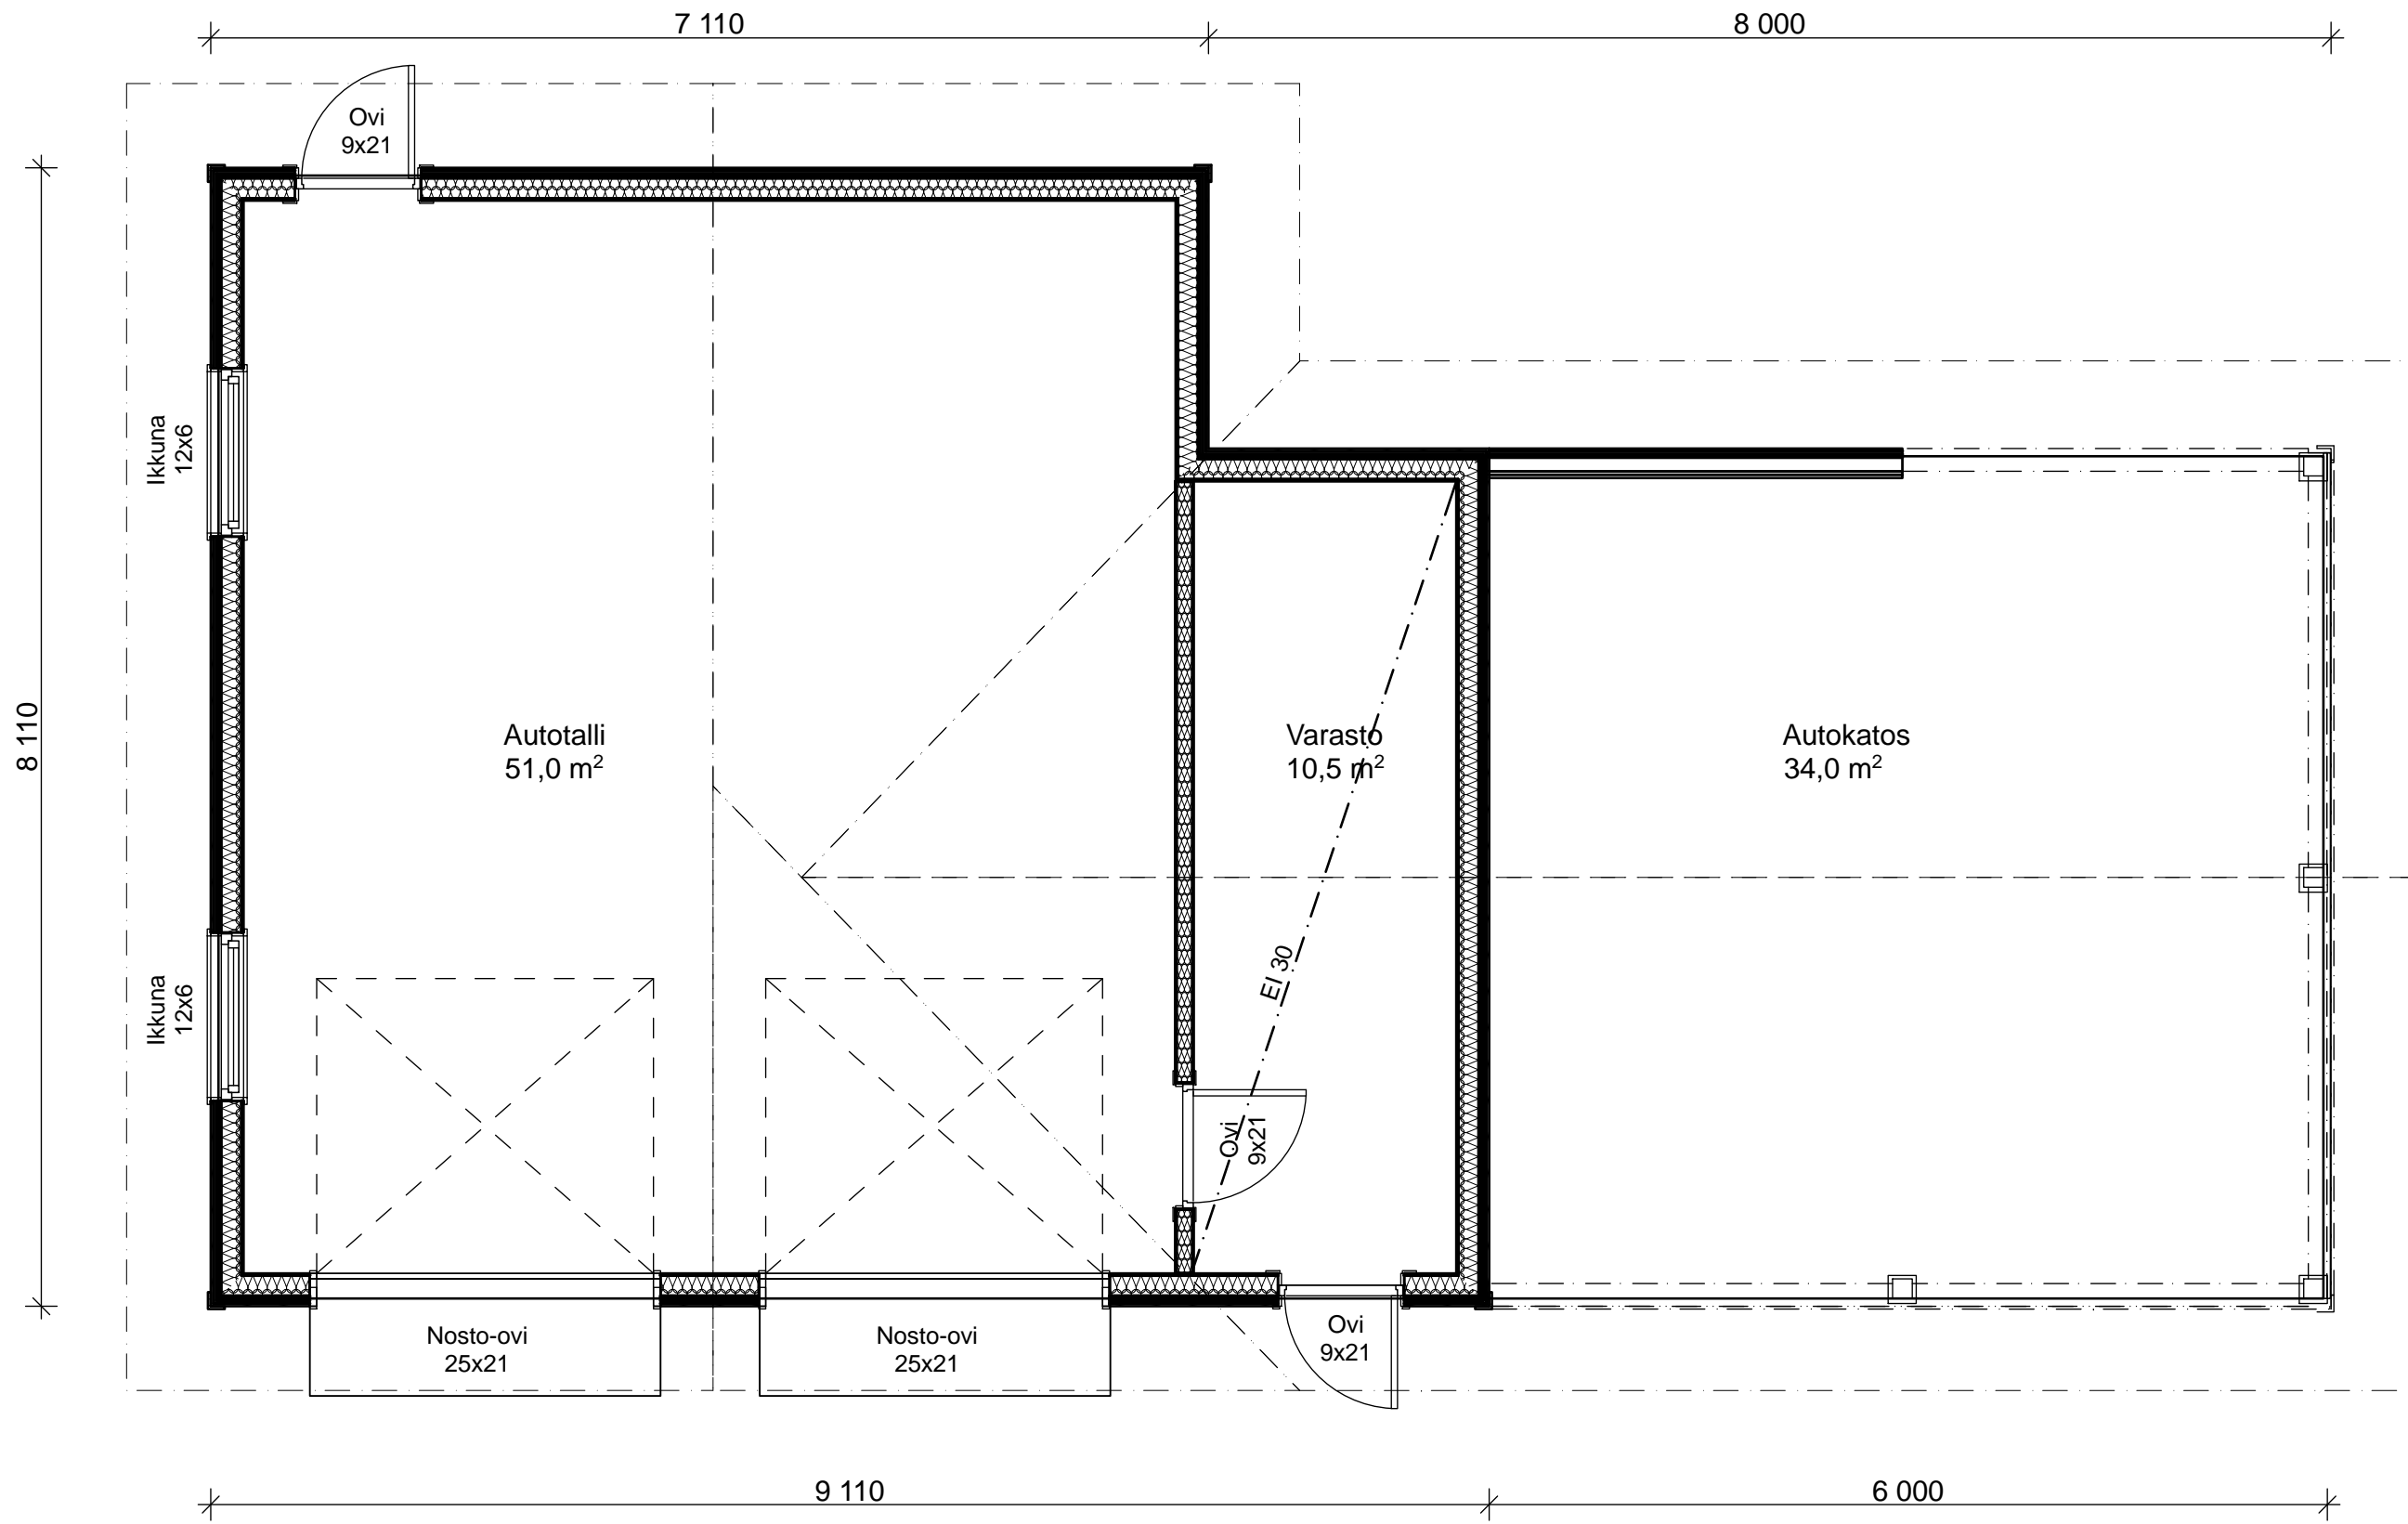 7 110
8 000
Ovi
9x21
Ikkuna
12x6
8 110
Autotalli
51,0 m²
Varasto
10,5 m²
Autokatos
34,0 m²
EI 30
Ikkuna
12x6
Ovi
9x21
Nosto-ovi
25x21
Nosto-ovi
25x21
Ovi
9x21
9 110
6 000